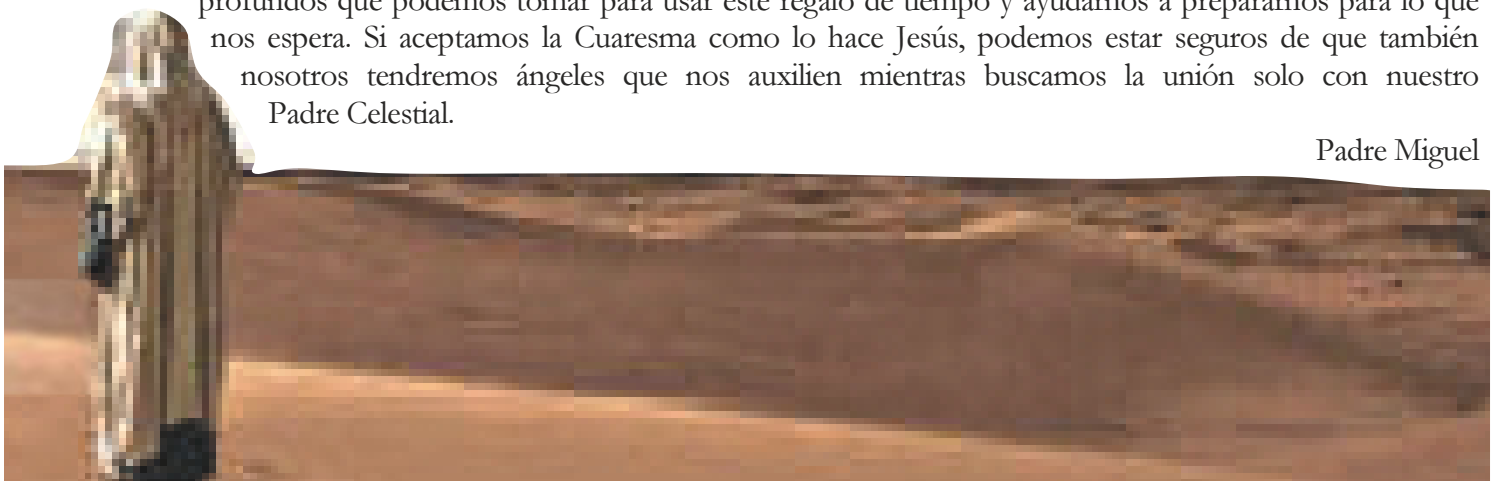 profundos que podemos tomar para usar este regalo de tiempo y ayudarnos a prepararnos para lo que
nos espera. Si aceptamos la Cuaresma como lo hace Jesús, podemos estar seguros de que también
nosotros tendremos ángeles que nos auxilien mientras buscamos la unión solo con nuestro
Padre Celestial.
Padre Miguel